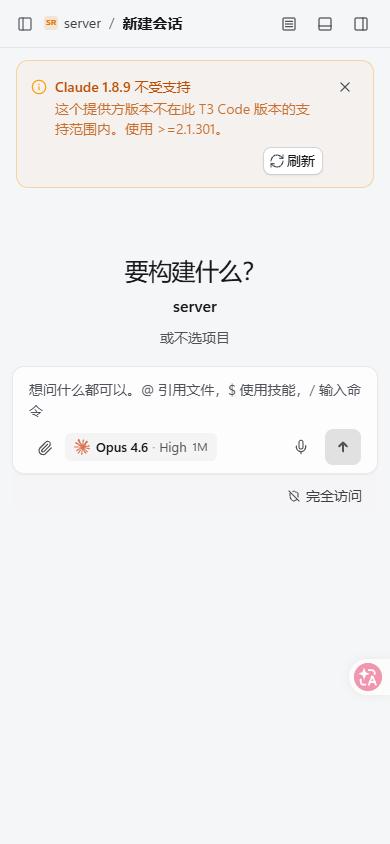 SR server / 新建会话
Claude 1.8.9 不受支持
这个提供方版本不在此 T3 Code 版本的支
持范围内。使用 >=2.1.301。
刷新
要构建什么？
server
或不选项目
想问什么都可以。@ 引用文件，$ 使用技能，/ 输入命
令
Opus 4.6 · High 1M
完全访问
A